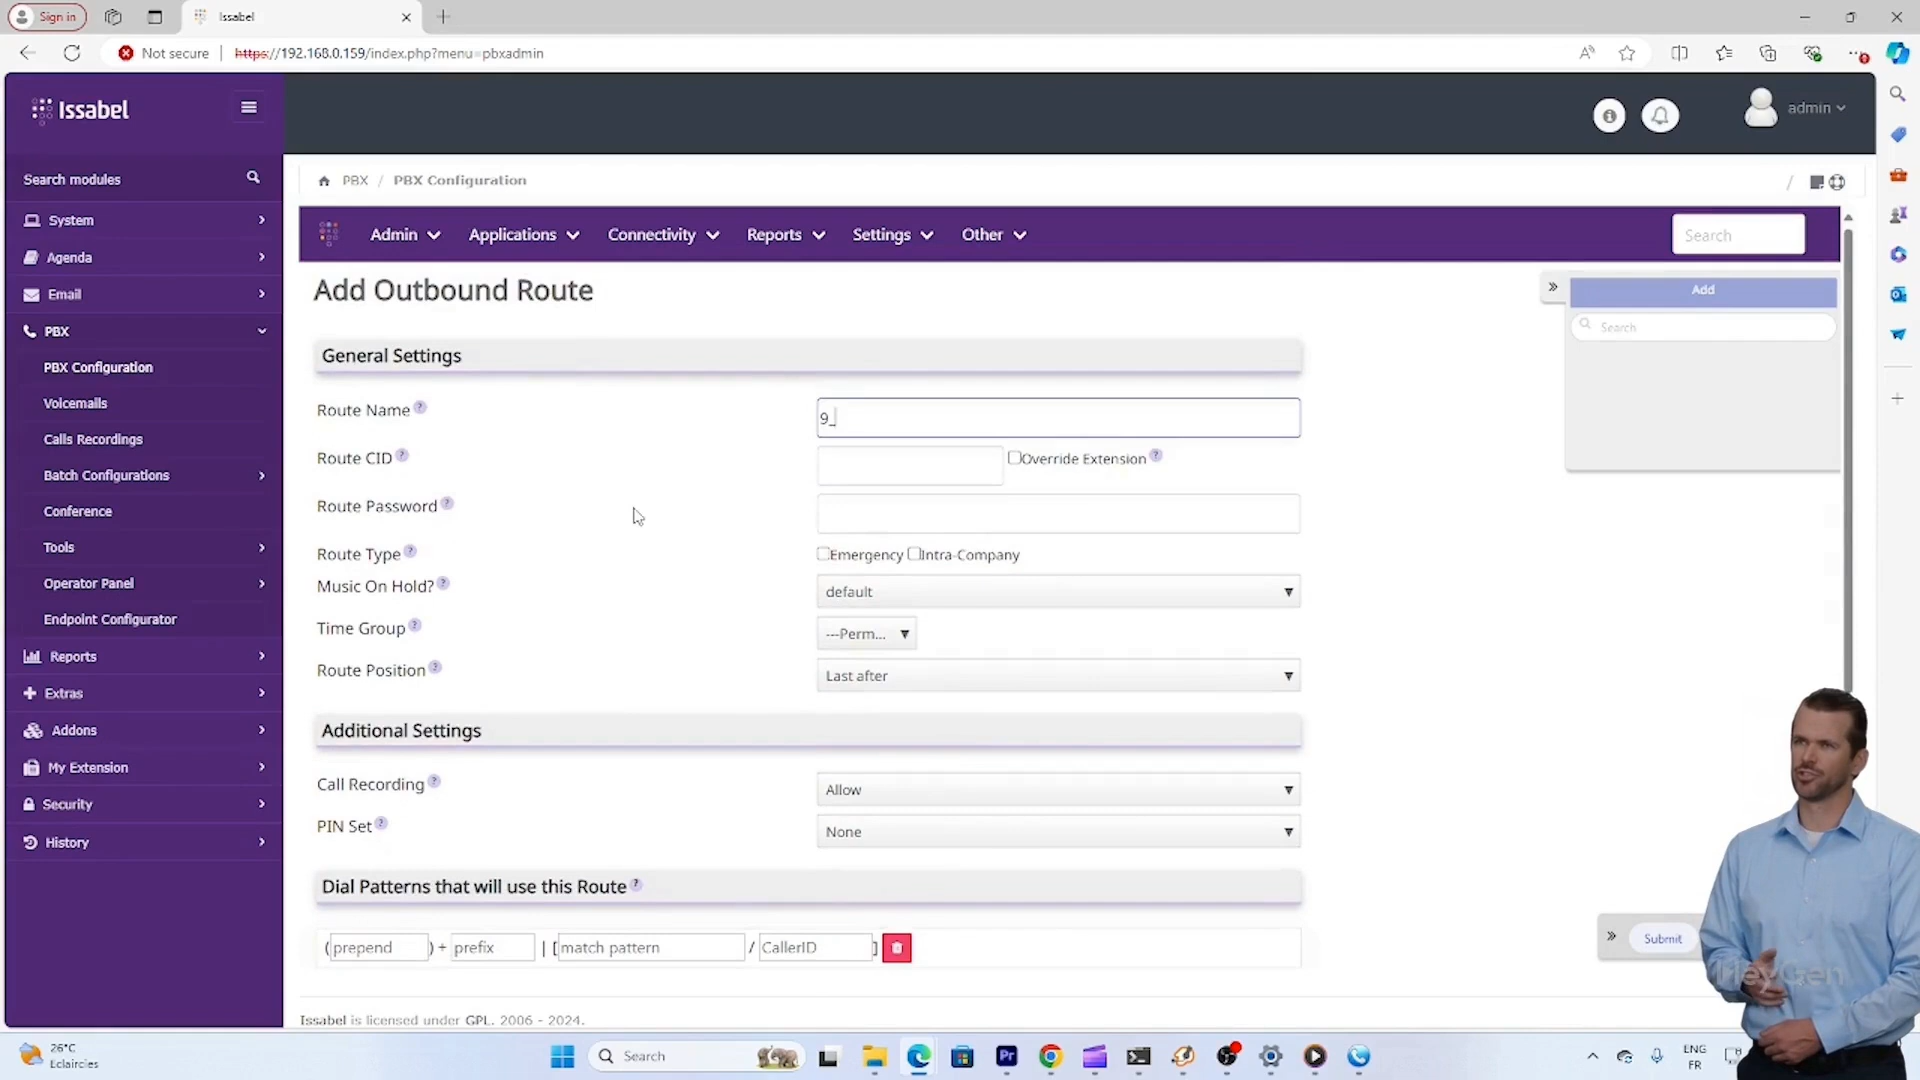 Sign in
Issabel
Not secure
https://192.168.0.159/index.php?menu=pbxadmin
Issabel
admin
Search modules
PBX / PBX Configuration
System
Admin
Applications
Connectivity
Reports
Settings
Other
Search
Agenda
Add Outbound Route
Add
Email
Search
PBX
General Settings
PBX Configuration
Voicemails
Route Name ?
9_
Calls Recordings
Route CID ?
Override Extension ?
Batch Configurations
Route Password ?
Conference
Tools
Route Type ?
Emergency Intra-Company
Operator Panel
Music On Hold? ?
default
Endpoint Configurator
Time Group ?
---Perm...
Reports
Route Position ?
Last after
Extras
Addons
Additional Settings
My Extension
Call Recording ?
Allow
Security
PIN Set ?
None
History
Dial Patterns that will use this Route ?
(prepend) + prefix | [match pattern / CallerID]
Submit
HeyGen
Issabel is licensed under GPL. 2006 - 2024.
26°C
Eclaircies
Search
Pr
ENG
FR